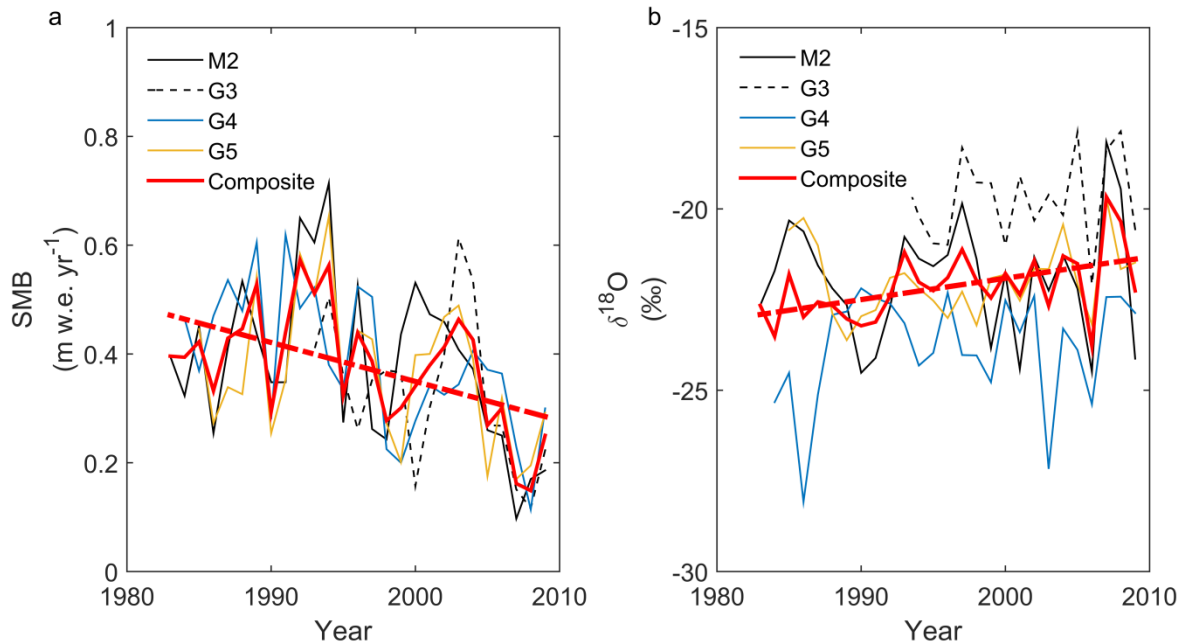 a
1
0.8
0.6
0.4
0.2
0
SMB
(m w.e. yr⁻¹)
M2
G3
G4
G5
Composite
1980
1990
2000
2010
Year
b
-15
-20
-25
-30
δ¹⁸O
(‰)
M2
G3
G4
G5
Composite
1980
1990
2000
2010
Year